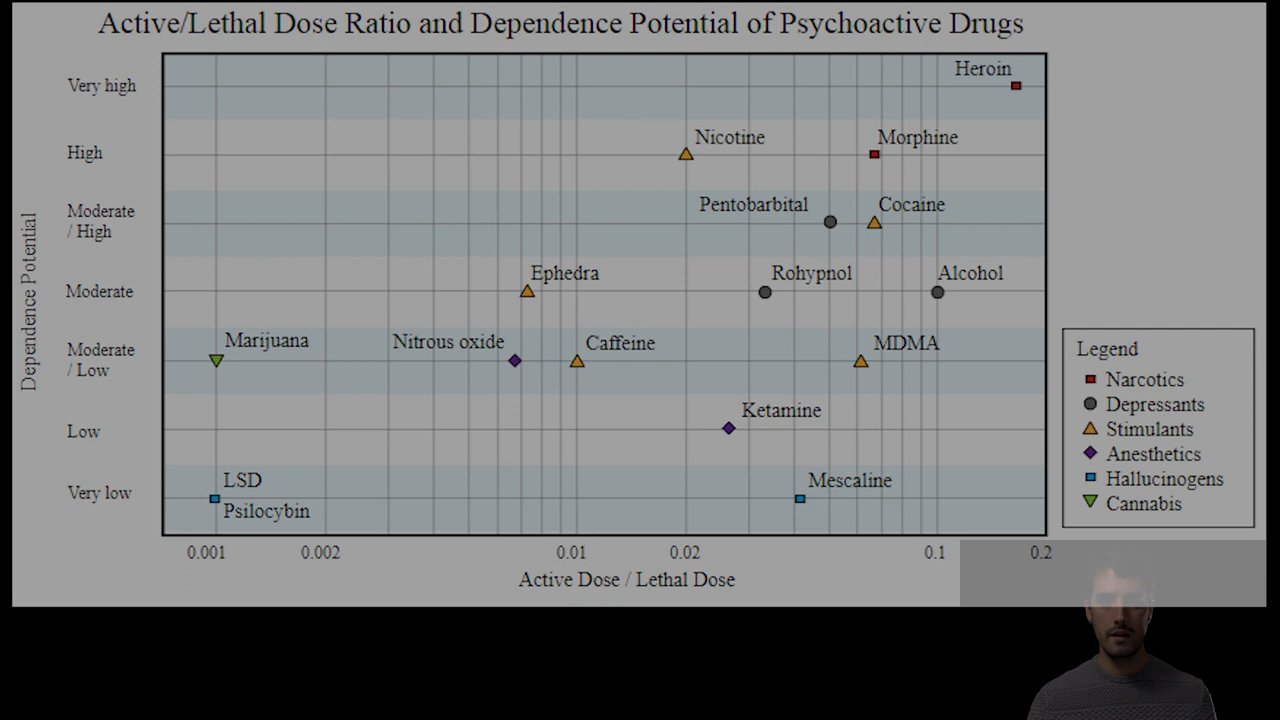 Active/Lethal Dose Ratio and Dependence Potential of Psychoactive Drugs
Dependence Potential
Very high
High
Moderate
/ High
Moderate
Moderate
/ Low
Low
Very low
Heroin
Nicotine
Morphine
Pentobarbital
Cocaine
Ephedra
Rohypnol
Alcohol
Marijuana
Nitrous oxide
Caffeine
MDMA
Ketamine
LSD
Psilocybin
Mescaline
0.001
0.002
0.01
0.02
0.1
0.2
Active Dose / Lethal Dose
Legend
Narcotics
Depressants
Stimulants
Anesthetics
Hallucinogens
Cannabis